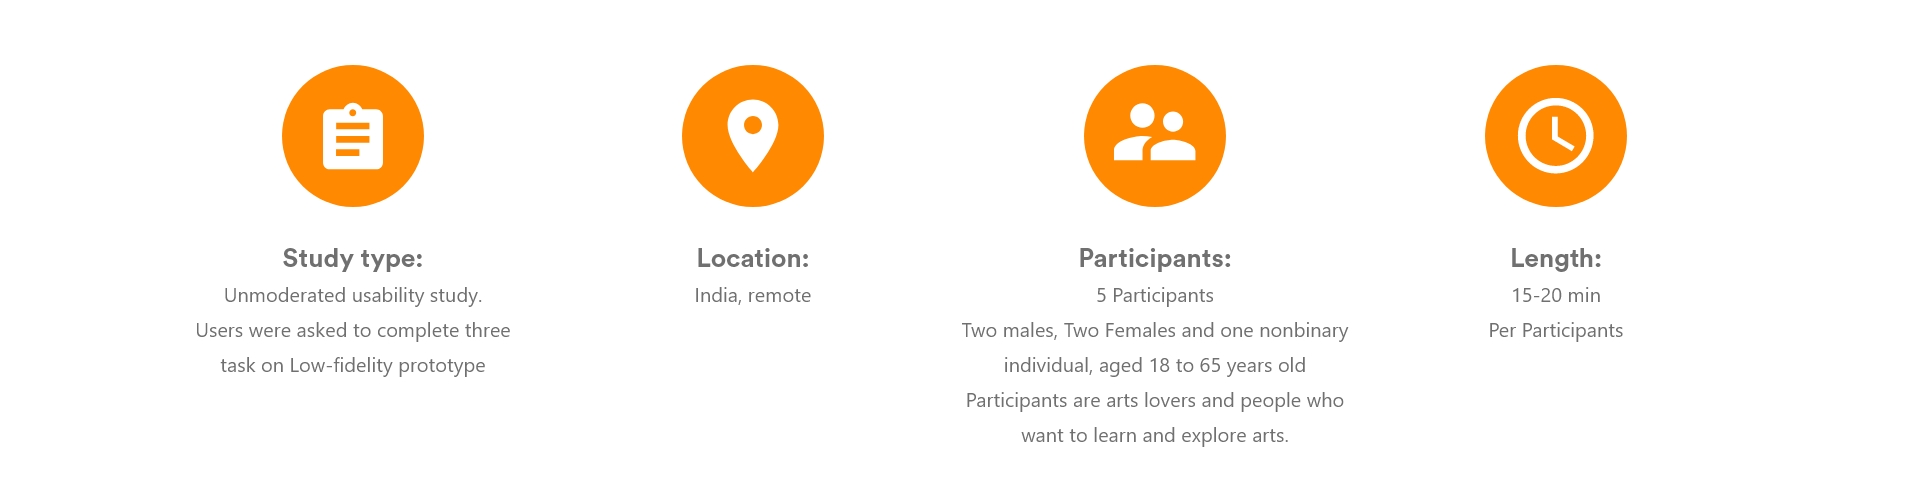 Study type:
Unmoderated usability study.
Users were asked to complete three
task on Low-fidelity prototype
Location:
India, remote
Participants:
5 Participants
Two males, Two Females and one nonbinary
individual, aged 18 to 65 years old
Participants are arts lovers and people who
want to learn and explore arts.
Length:
15-20 min
Per Participants